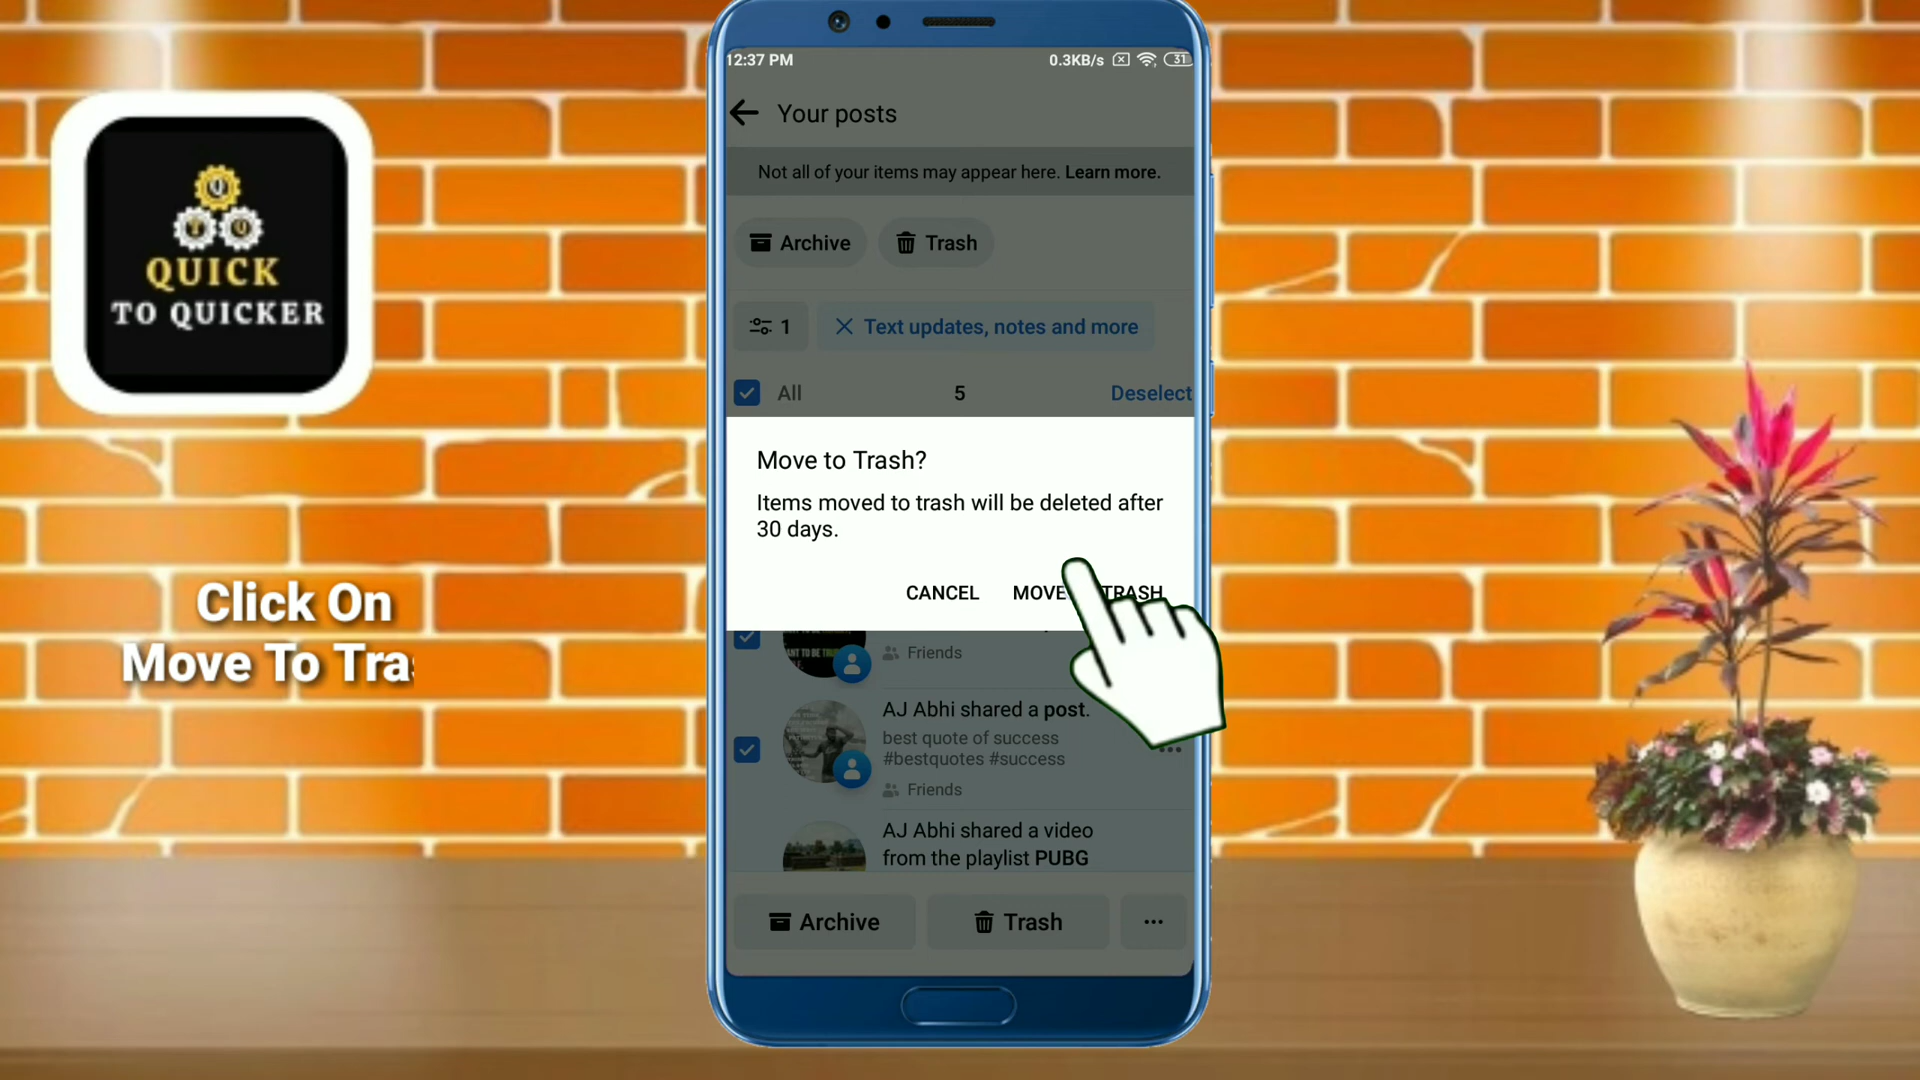 QUICK
TO QUICKER
Click On
Move To Tra
12:37 PM
0.3KB/s
31
Your posts
Not all of your items may appear here. Learn more.
Archive
Trash
1
Text updates, notes and more
All
5
Deselect
Move to Trash?
Items moved to trash will be deleted after
30 days.
CANCEL
MOVE TRASH
Friends
AJ Abhi shared a post.
best quote of success
#bestquotes #success
Friends
AJ Abhi shared a video
from the playlist PUBG
Archive
Trash